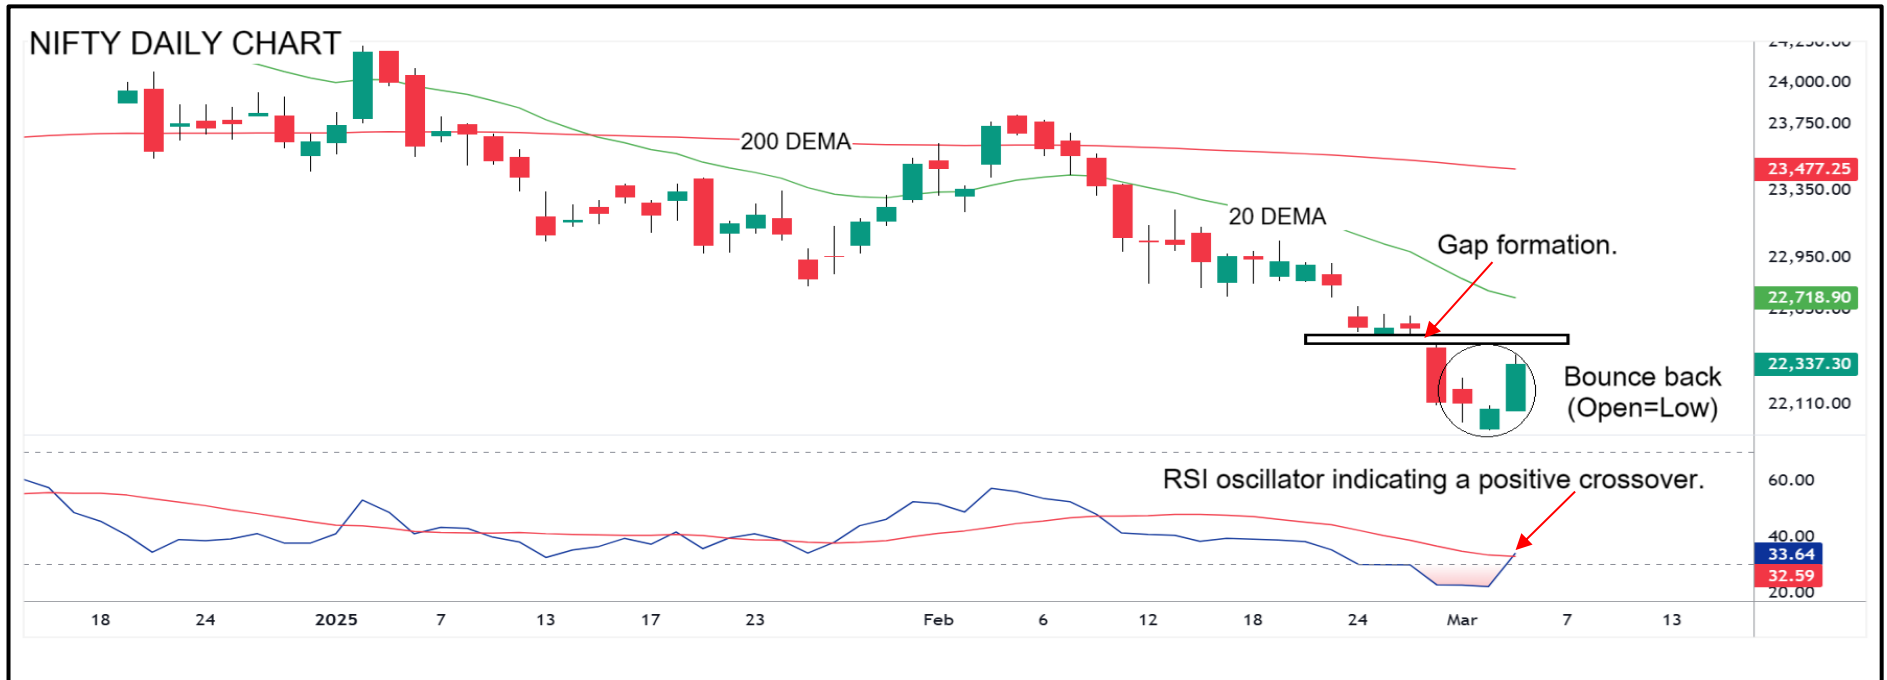 NIFTY DAILY CHART
24,250.00
24,000.00
200 DEMA
23,750.00
23,477.25
23,350.00
20 DEMA
Gap formation.
22,950.00
22,718.90
22,337.30
Bounce back
(Open=Low)
22,110.00
RSI oscillator indicating a positive crossover.
60.00
40.00
33.64
32.59
20.00
18 24 2025 7 13 17 23 Feb 6 12 18 24 Mar 7 13